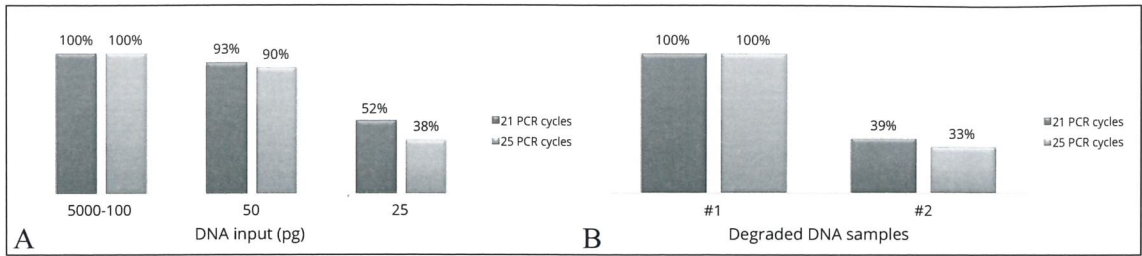 100% 100%
93% 90%
52%
38%
21 PCR cycles
25 PCR cycles
5000-100 50 25
A
DNA input (pg)
100% 100%
39% 33%
21 PCR cycles
25 PCR cycles
#1 #2
B
Degraded DNA samples